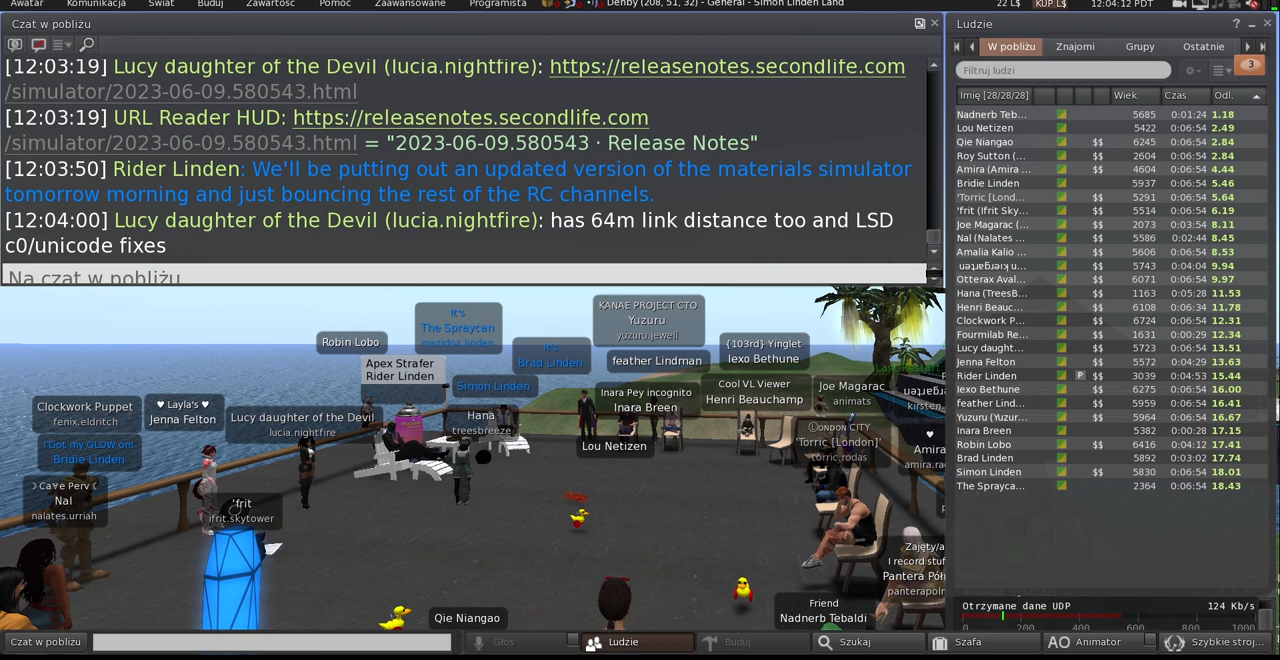 Awatar Komunikacja Świat Buduj Zawartość Pomoc Zaawansowane Programista Denby (208, 51, 32) - General - Simon Linden Land 22 L$ KUP L$ 12:04:12 PDT
Czat w pobliżu
[12:03:19] Lucy daughter of the Devil (lucia.nightfire): https://releasenotes.secondlife.com
/simulator/2023-06-09.580543.html
[12:03:19] URL Reader HUD: https://releasenotes.secondlife.com
/simulator/2023-06-09.580543.html = "2023-06-09.580543 · Release Notes"
[12:03:50] Rider Linden: We'll be putting out an updated version of the materials simulator
tomorrow morning and just bouncing the rest of the RC channels.
[12:04:00] Lucy daughter of the Devil (lucia.nightfire): has 64m link distance too and LSD
c0/unicode fixes
Na czat w pobliżu
KANAE PROJECT CTO
Yuzuru
yuzuru.jewell
It's
The Spraycan
mazidox.linden
Robin Lobo
It's
Brad Linden
feather Lindman
{103rd} Yinglet
Iexo Bethune
Apex Strafer
Rider Linden
Simon Linden
Inara Pey incognito
Inara Breen
Cool VL Viewer
Henri Beauchamp
Joe Magarac
animats
kirsten.
Clockwork Puppet
fenix.eldritch
♥ Layla's ♥
Jenna Felton
Lucy daughter of the Devil
lucia.nightfire
Hana
treesbreeze
Lou Netizen
ⓁONDON CITY
'Torric [London]'
torric.rodas
♥
Amira
amira.ra
I Got my GLOW on!
Bridie Linden
☽ Ca∀e Perv ☾
Nal
nalates.urriah
'frit
ifrit.skytower
Zajęty/a
I record stuf
Pantera Półn
panterapoln
Friend
Nadnerb Tebaldi
Qie Niangao
Ludzie
? _ ×
W pobliżu Znajomi Grupy Ostatnie
Filtruj ludzi
3
Imię [28/28/28] Wiek Czas Odl.
Nadnerb Teb... 5685 0:01:24 1.18
Lou Netizen 5422 0:06:54 2.49
Qie Niangao $$ 6245 0:06:54 2.84
Roy Sutton (... $$ 2604 0:06:54 2.84
Amira (Amira ... $$ 4604 0:06:54 4.44
Bridie Linden 5937 0:06:54 5.46
'Torric [Lond... $$ 5291 0:06:54 5.64
'frit (Ifrit Sky... $$ 5514 0:06:54 6.19
Joe Magarac (... $$ 2073 0:03:54 8.11
Nal (Nalates ... $$ 5586 0:02:44 8.45
Amalia Kalio ... $$ 5606 0:06:54 8.53
$$ 5743 0:04:04 9.94
Otterax Aval... $$ 6071 0:06:54 9.97
Hana (TreesB... $$ 1163 0:05:28 11.53
Henri Beauc... $$ 6108 0:06:34 11.78
Clockwork P... $$ 6724 0:06:54 12.31
Fourmilab Re... $$ 1631 0:00:29 12.34
Lucy daught... $$ 5723 0:06:54 13.51
Jenna Felton $$ 5572 0:04:29 13.63
Rider Linden P $$ 3039 0:04:53 15.44
Iexo Bethune $$ 6275 0:06:54 16.00
feather Lind... $$ 5959 0:06:54 16.41
Yuzuru (Yuzur... $$ 5964 0:06:54 16.67
Inara Breen 5382 0:00:28 17.15
Robin Lobo $$ 6416 0:04:12 17.41
Brad Linden 5892 0:03:02 17.74
Simon Linden $$ 5830 0:06:54 18.01
The Sprayca... 2364 0:06:54 18.43
Otrzymane dane UDP 124 Kb/s
0 200 400 600 800 1000
Czat w pobliżu Głos Ludzie Buduj Szukaj Szafa AO Animator Szybkie stroj...